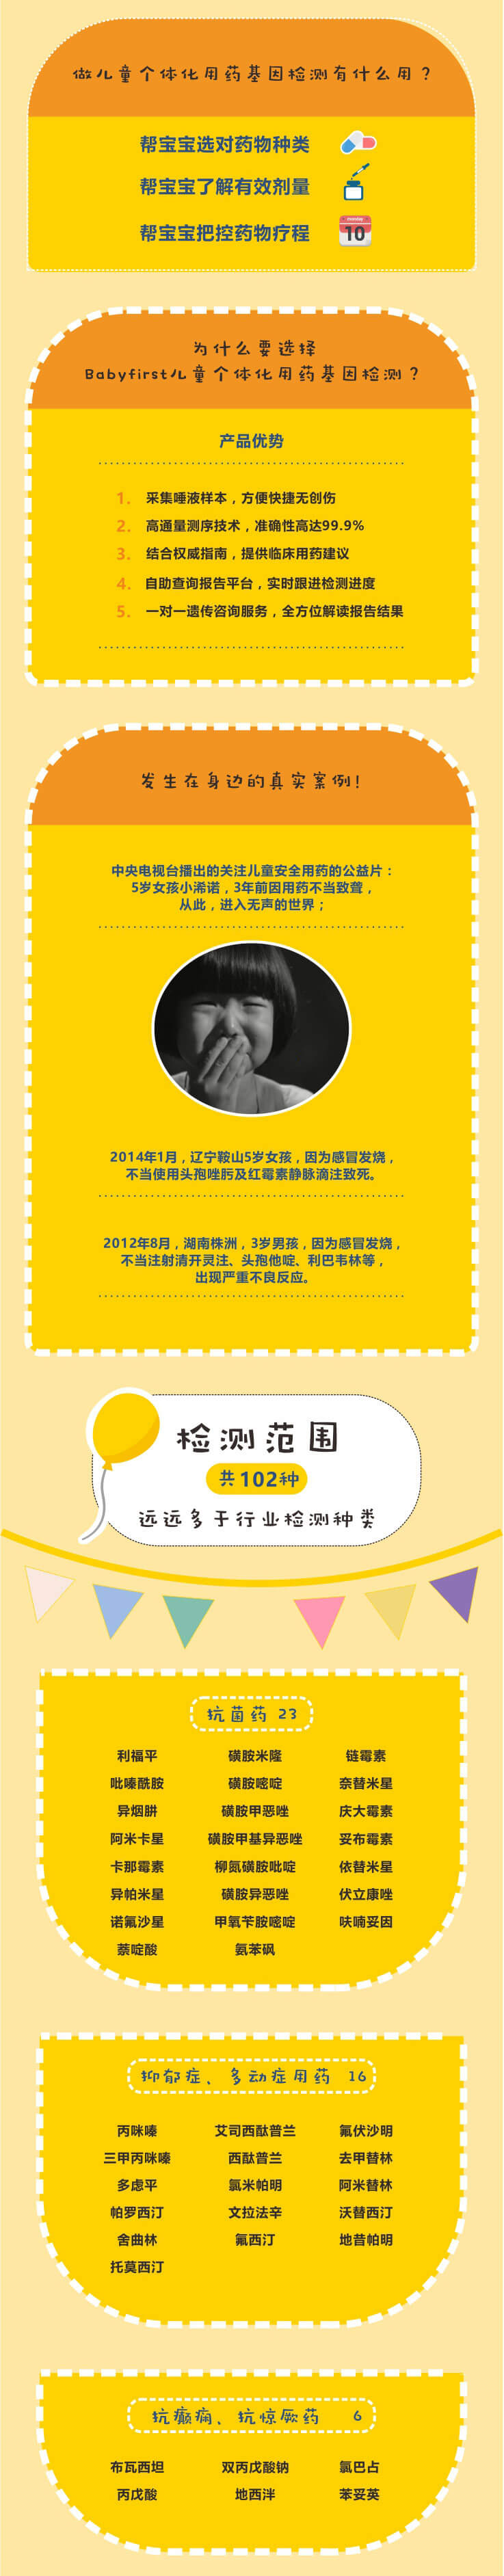 做儿童个体化用药基因检测有什么用？
帮宝宝选对药物种类
帮宝宝了解有效剂量
帮宝宝把控药物疗程
10
为什么要选择
Babyfirst儿童个体化用药基因检测？
产品优势
1. 采集唾液样本，方便快捷无创伤
2. 高通量测序技术，准确性高达99.9%
3. 结合权威指南，提供临床用药建议
4. 自助查询报告平台，实时跟进检测进度
5. 一对一遗传咨询服务，全方位解读报告结果
发生在身边的真实案例！
中央电视台播出的关注儿童安全用药的公益片：
5岁女孩小浠诺，3年前因用药不当致聋，
从此，进入无声的世界；
2014年1月，辽宁鞍山5岁女孩，因为感冒发烧，
不当使用头孢唑肟及红霉素静脉滴注致死。
2012年8月，湖南株洲，3岁男孩，因为感冒发烧，
不当注射清开灵注、头孢他啶、利巴韦林等，
出现严重不良反应。
检测范围
共102种
远远多于行业检测种类
抗菌药 23
利福平 磺胺米隆 链霉素
吡嗪酰胺 磺胺嘧啶 奈替米星
异烟肼 磺胺甲恶唑 庆大霉素
阿米卡星 磺胺甲基异恶唑 妥布霉素
卡那霉素 柳氮磺胺吡啶 依替米星
异帕米星 磺胺异恶唑 伏立康唑
诺氟沙星 甲氧苄胺嘧啶 呋喃妥因
萘啶酸 氨苯砜
抑郁症、多动症用药 16
丙咪嗪 艾司西酞普兰 氟伏沙明
三甲丙咪嗪 西酞普兰 去甲替林
多虑平 氯米帕明 阿米替林
帕罗西汀 文拉法辛 沃替西汀
舍曲林 氟西汀 地昔帕明
托莫西汀
抗癫痫、抗惊厥药 6
布瓦西坦 双丙戊酸钠 氯巴占
丙戊酸 地西泮 苯妥英